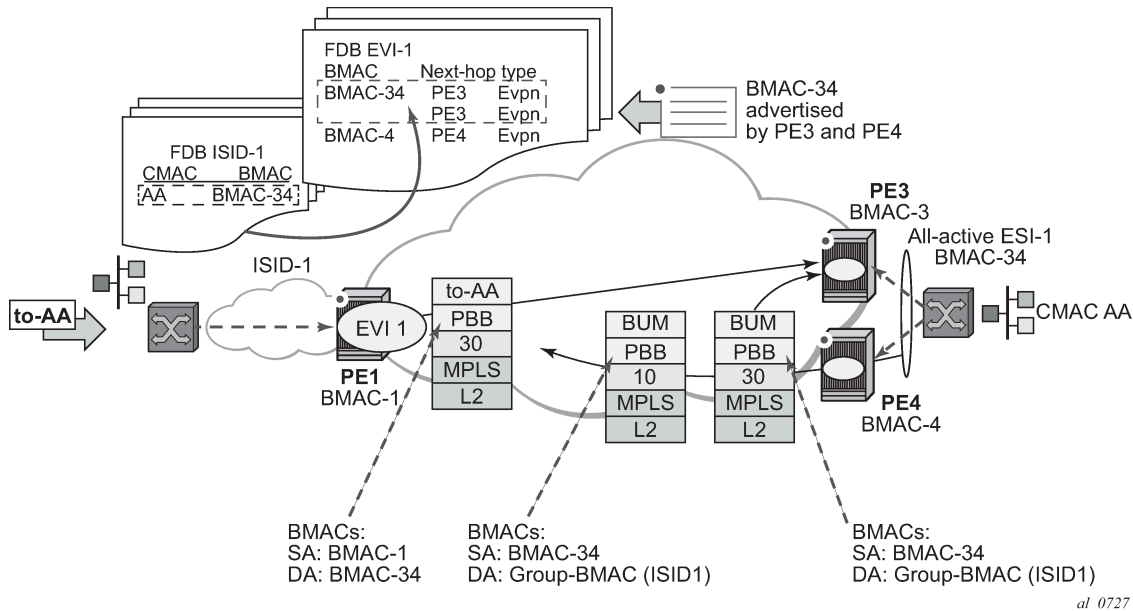 FDB EVI-1
BMAC Next-hop type
BMAC-34 PE3 Evpn
PE3 Evpn
BMAC-4 PE4 Evpn
BMAC-34
advertised
by PE3 and PE4
FDB ISID-1
CMAC BMAC
AA BMAC-34
PE3
BMAC-3
All-active ESI-1
BMAC-34
ISID-1
to-AA
EVI 1
PE1
BMAC-1
to-AA
PBB
30
MPLS
L2
BUM
PBB
10
MPLS
L2
BUM
PBB
30
MPLS
L2
CMAC AA
PE4
BMAC-4
BMACs:
SA: BMAC-1
DA: BMAC-34
BMACs:
SA: BMAC-34
DA: Group-BMAC (ISID1)
BMACs:
SA: BMAC-34
DA: Group-BMAC (ISID1)
al_0727